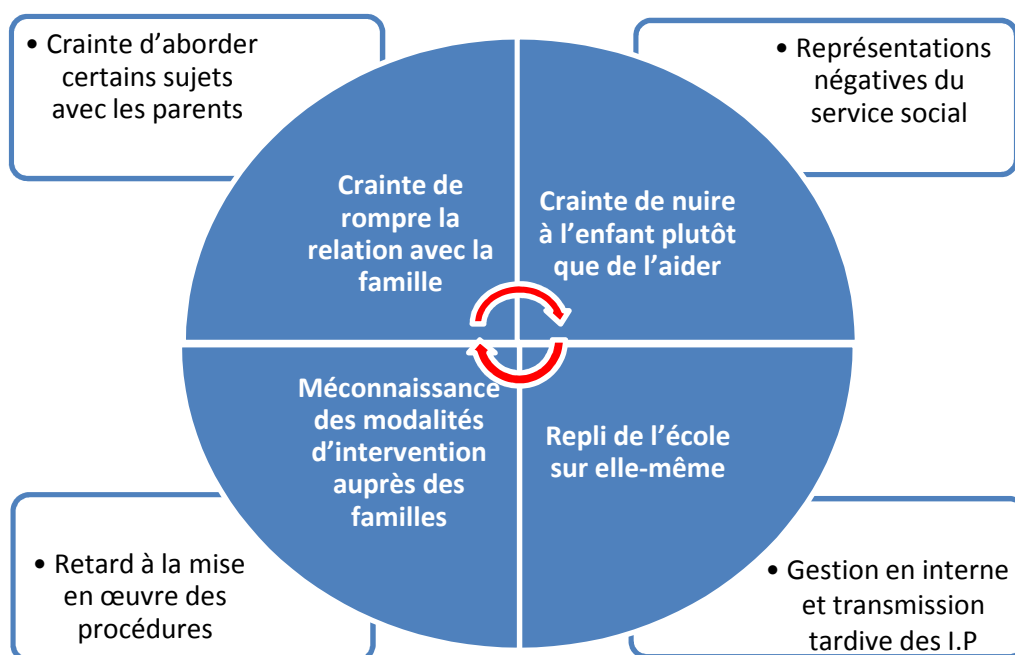 • Crainte d’aborder
certains sujets
avec les parents
• Représentations
négatives du
service social
Crainte de
rompre la
relation avec la
famille
Crainte de nuire
à l’enfant plutôt
que de l’aider
Méconnaissance
des modalités
d’intervention
auprès des
familles
Repli de l’école
sur elle-même
• Retard à la mise
en œuvre des
procédures
• Gestion en interne
et transmission
tardive des I.P